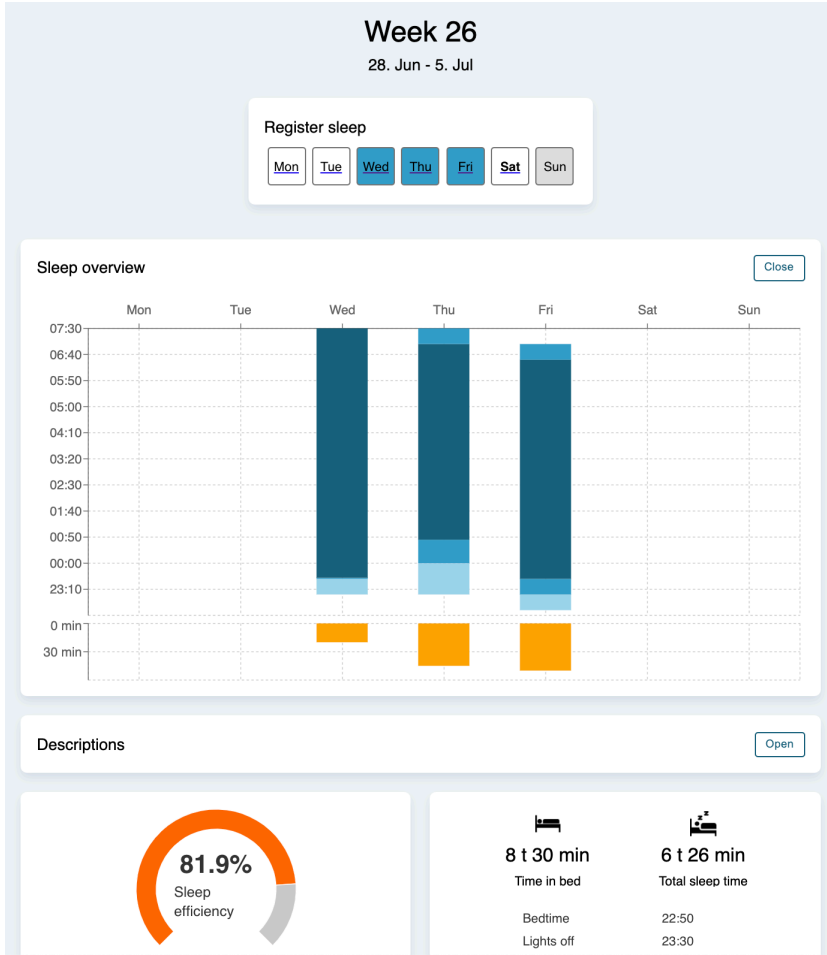 Week 26
28. Jun - 5. Jul
Register sleep
Mon Tue Wed Thu Fri Sat Sun
Sleep overview
Close
Mon Tue Wed Thu Fri Sat Sun
07:30
06:40
05:50
05:00
04:10
03:20
02:30
01:40
00:50
00:00
23:10
0 min
30 min
Descriptions
Open
81.9%
Sleep
efficiency
8 t 30 min 6 t 26 min
Time in bed Total sleep time
Bedtime 22:50
Lights off 23:30